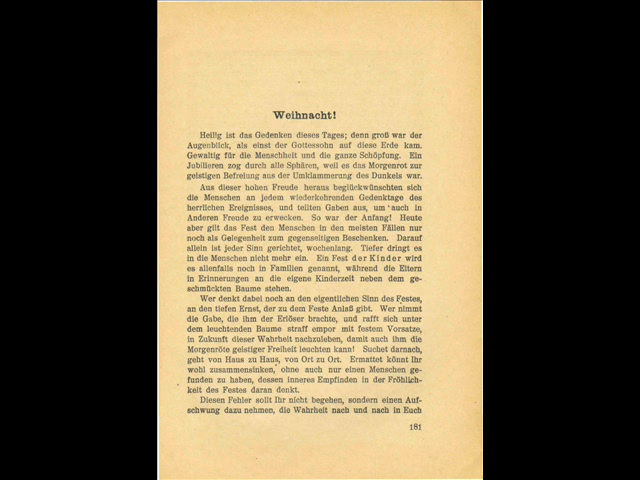 Weihnacht!
Heilig ist das Gedenken dieses Tages; denn groß war der
Augenblick, als einst der Gottessohn auf diese Erde kam.
Gewaltig für die Menschheit und die ganze Schöpfung. Ein
Jobilieren zog durch alle Sphären, weil es das Morgenrot zur
geistigen Befreiung aus der Umklammerung des Dunkels war.
Aus dieser hohen Freude heraus beglückwünschten sich
die Menschen an jedem wiederkehrenden Gedenktage des
herrlichen Ereignisses, und teilten Gaben aus, um auch in
Anderen Freude zu erwecken. So war der Anfang! Heute
aber gilt das Fest den Menschen in den meisten Fällen nur
noch als Gelegenheit zum gegenseitigen Beschenken. Darauf
allein ist jeder Sinn gerichtet, wochenlang. Tiefer dringt es
in die Menschen nicht mehr ein. Ein Fest der Kinder wird
es allenfalls noch in Familien genannt, während die Eltern
in Erinnerungen an die eigene Kinderzeit neben dem ge-
schmückten Baume stehen.
Wer denkt dabei noch an den eigentlichen Sinn des Festes,
an den tiefen Ernst, der zu dem Feste Anlaß gibt. Wer nimmt
die Gabe, die ihm der Erlöser brachte, und rafft sich unter
dem leuchtenden Baume straff empor mit festem Vorsatze,
in Zukunft dieser Wahrheit nachzuleben, damit auch ihm die
Morgenröte geistiger Freiheit leuchten kann! Suchet darnach,
geht von Haus zu Haus, von Ort zu Ort. Ermattet könnt Ihr
wohl zusammensinken, ohne auch nur einen Menschen ge-
funden zu haben, dessen inneres Empfinden in der Fröhlich-
keit des Festes daran denkt.
Diesen Fehler sollt Ihr nicht begehen, sondern einen Auf-
schwung dazu nehmen, die Wahrheit nach und nach in Euch
181